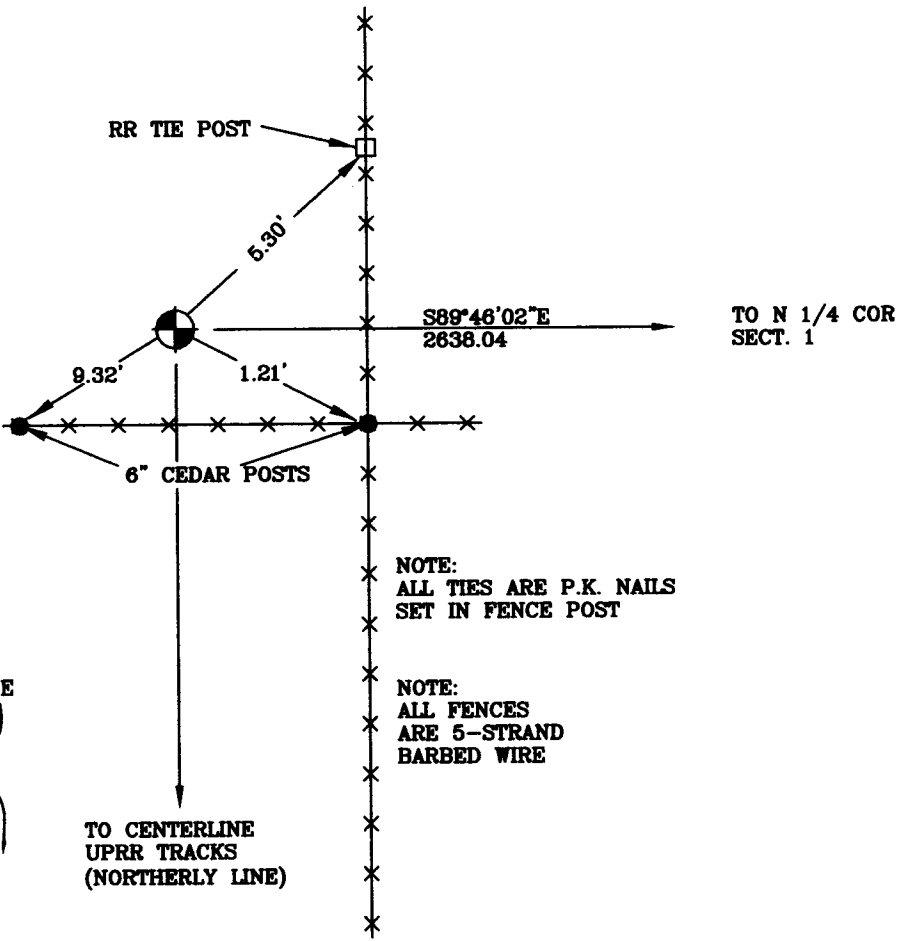 RR TIE POST
5.30'
S89°46'02"E
2638.04
TO N 1/4 COR
SECT. 1
9.32'
1.21'
6" CEDAR POSTS
NOTE:
ALL TIES ARE P.K. NAILS
SET IN FENCE POST
E
NOTE:
ALL FENCES
ARE 5-STRAND
BARBED WIRE
TO CENTERLINE
UPRR TRACKS
(NORTHERLY LINE)